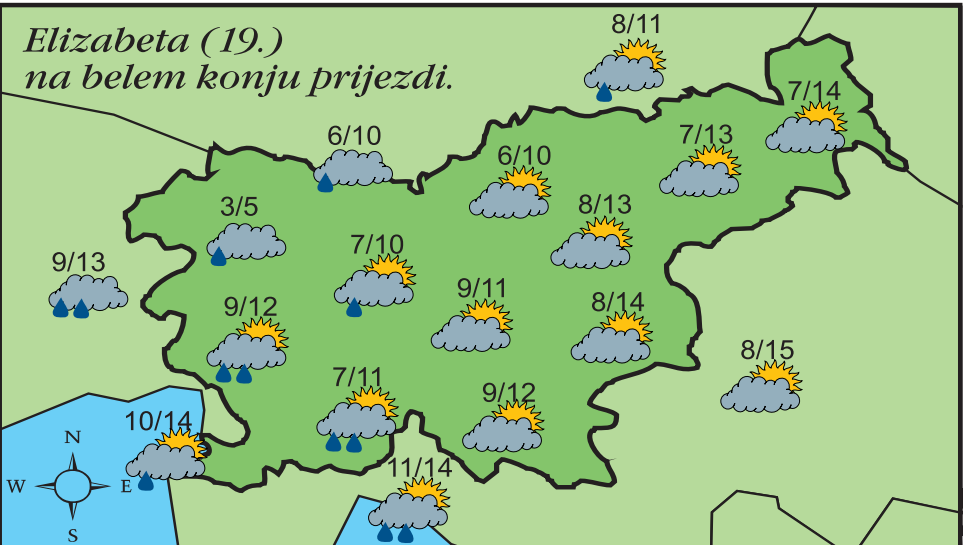 Elizabeta (19.)
na belem konju prijezdi.
8/11
7/14
6/10
7/13
6/10
3/5
8/13
7/10
9/13
9/11
9/12
8/14
8/15
7/11
9/12
10/14
N
11/14
W
E
S